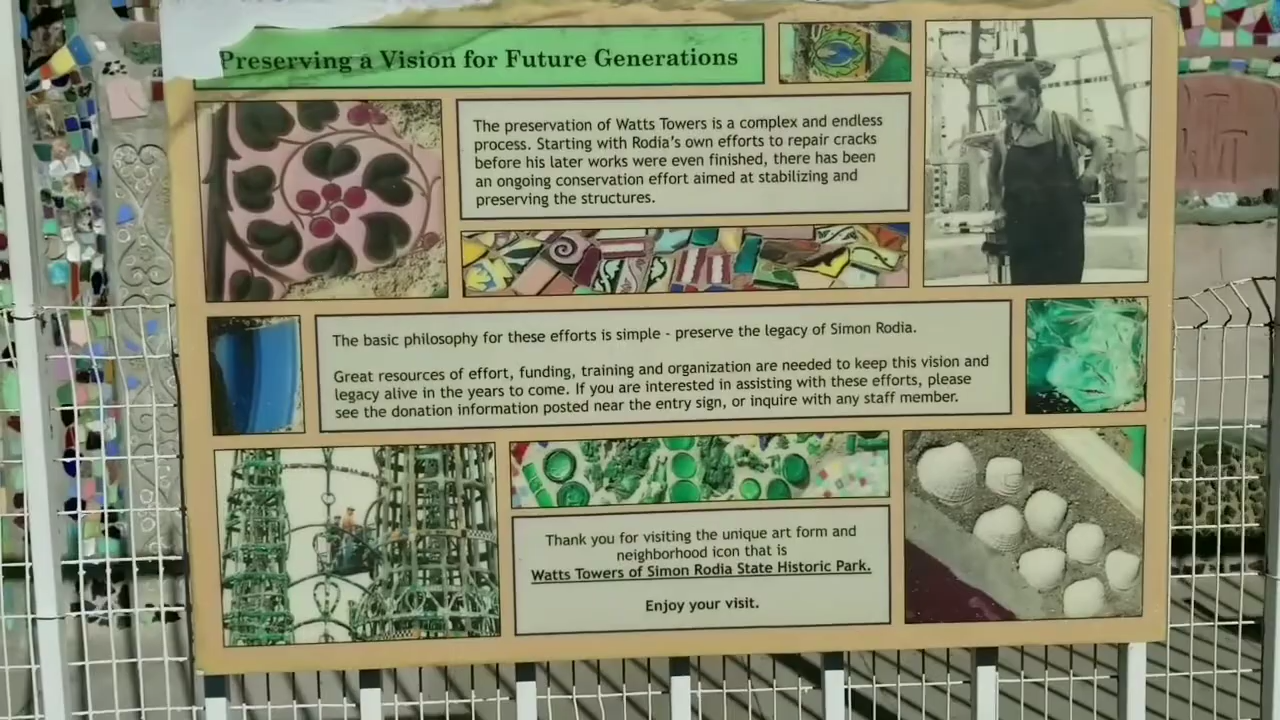 Preserving a Vision for Future Generations
The preservation of Watts Towers is a complex and endless
process. Starting with Rodia's own efforts to repair cracks
before his later works were even finished, there has been
an ongoing conservation effort aimed at stabilizing and
preserving the structures.
The basic philosophy for these efforts is simple - preserve the legacy of Simon Rodia.
Great resources of effort, funding, training and organization are needed to keep this vision and
legacy alive in the years to come. If you are interested in assisting with these efforts, please
see the donation information posted near the entry sign, or inquire with any staff member.
Thank you for visiting the unique art form and
neighborhood icon that is
Watts Towers of Simon Rodia State Historic Park.
Enjoy your visit.